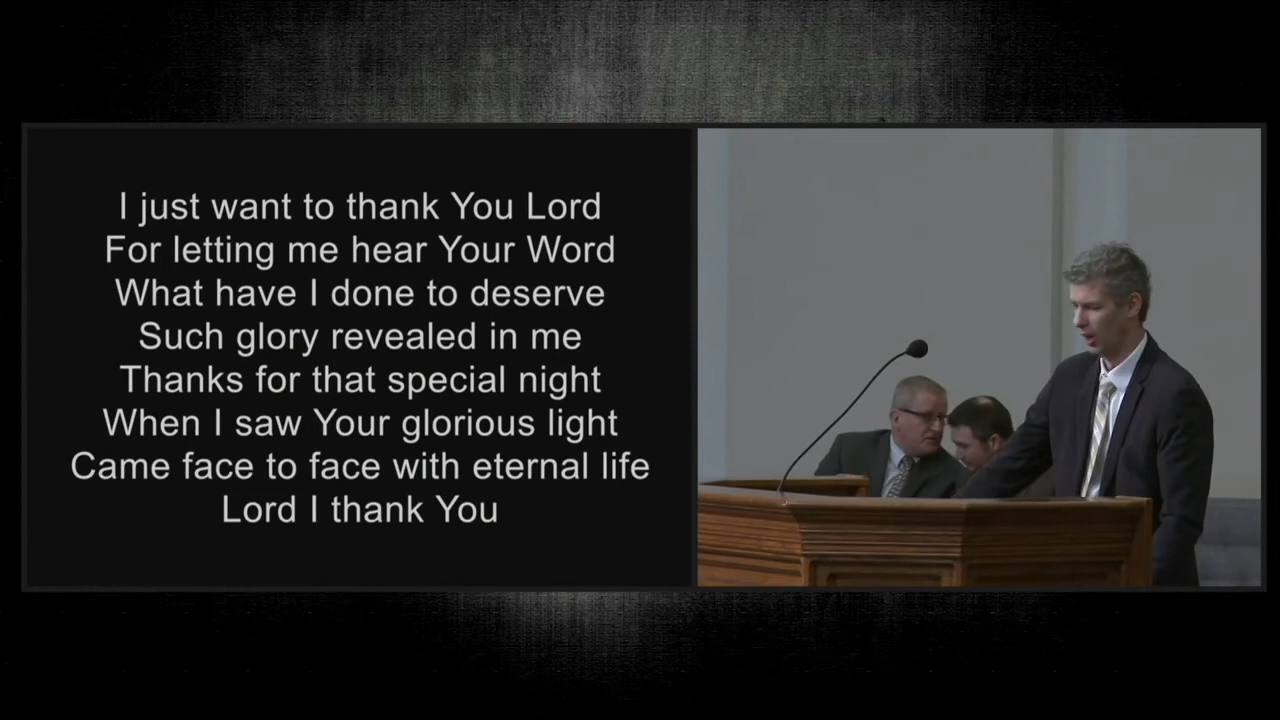 I just want to thank You Lord
For letting me hear Your Word
What have I done to deserve
Such glory revealed in me
Thanks for that special night
When I saw Your glorious light
Came face to face with eternal life
Lord I thank You